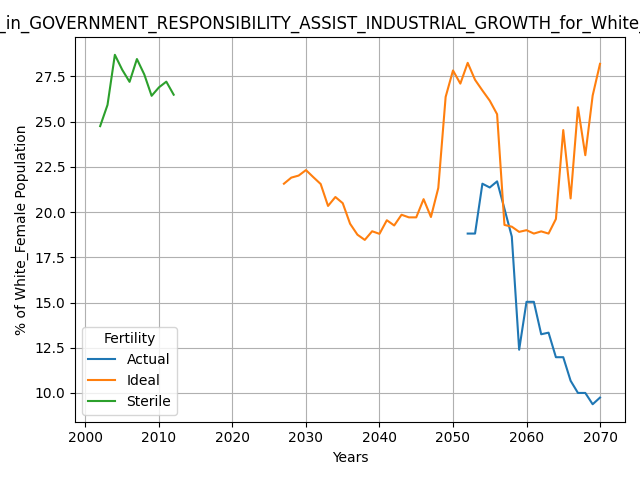 _in_GOVERNMENT_RESPONSIBILITY_ASSIST_INDUSTRIAL_GROWTH_for_White_
27.5
25.0
22.5
20.0
17.5
15.0
12.5
10.0
% of White_Female Population
Fertility
Actual
Ideal
Sterile
2000 2010 2020 2030 2040 2050 2060 2070
Years